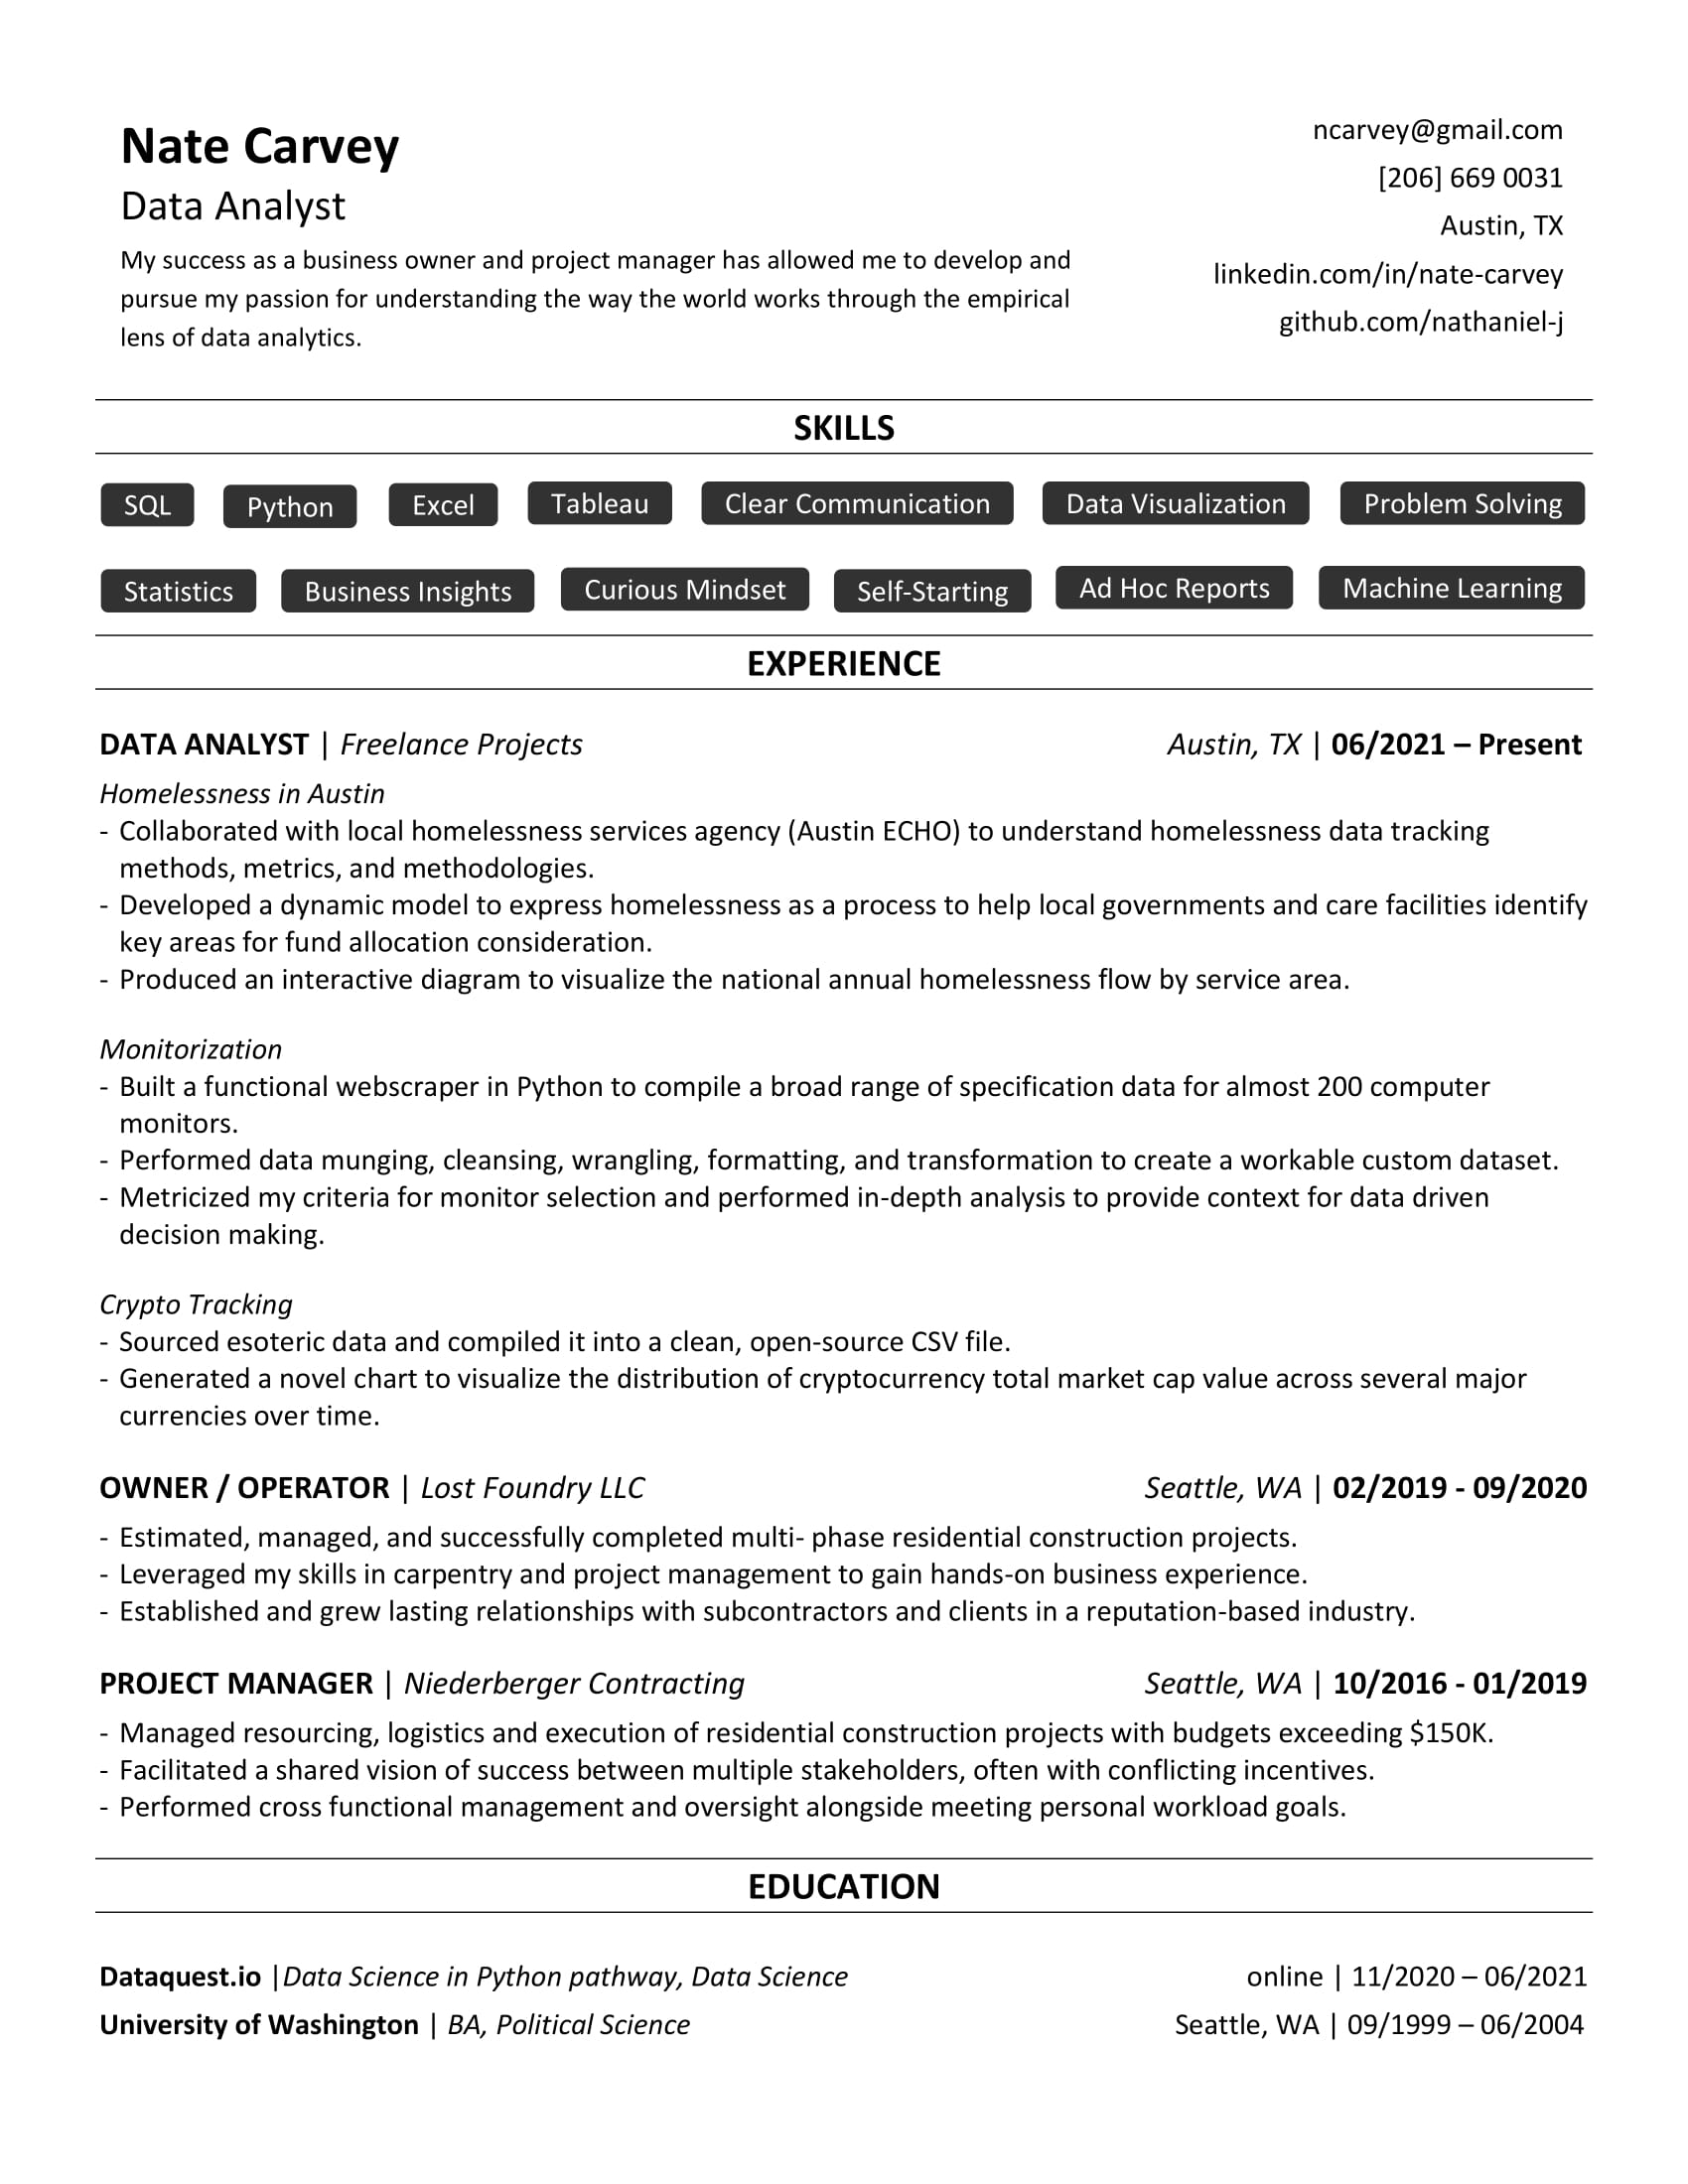 Nate Carvey
Data Analyst
My success as a business owner and project manager has allowed me to develop and
pursue my passion for understanding the way the world works through the empirical
lens of data analytics.
ncarvey@gmail.com
[206] 669 0031
Austin, TX
linkedin.com/in/nate-carvey
github.com/nathaniel-j
SKILLS
SQL Python Excel Tableau Clear Communication Data Visualization Problem Solving
Statistics Business Insights Curious Mindset Self-Starting Ad Hoc Reports Machine Learning
EXPERIENCE
DATA ANALYST | Freelance Projects Austin, TX | 06/2021 – Present
Homelessness in Austin
- Collaborated with local homelessness services agency (Austin ECHO) to understand homelessness data tracking
methods, metrics, and methodologies.
- Developed a dynamic model to express homelessness as a process to help local governments and care facilities identify
key areas for fund allocation consideration.
- Produced an interactive diagram to visualize the national annual homelessness flow by service area.
Monitorization
- Built a functional webscraper in Python to compile a broad range of specification data for almost 200 computer
monitors.
- Performed data munging, cleansing, wrangling, formatting, and transformation to create a workable custom dataset.
- Metricized my criteria for monitor selection and performed in-depth analysis to provide context for data driven
decision making.
Crypto Tracking
- Sourced esoteric data and compiled it into a clean, open-source CSV file.
- Generated a novel chart to visualize the distribution of cryptocurrency total market cap value across several major
currencies over time.
OWNER / OPERATOR | Lost Foundry LLC Seattle, WA | 02/2019 - 09/2020
- Estimated, managed, and successfully completed multi- phase residential construction projects.
- Leveraged my skills in carpentry and project management to gain hands-on business experience.
- Established and grew lasting relationships with subcontractors and clients in a reputation-based industry.
PROJECT MANAGER | Niederberger Contracting Seattle, WA | 10/2016 - 01/2019
- Managed resourcing, logistics and execution of residential construction projects with budgets exceeding $150K.
- Facilitated a shared vision of success between multiple stakeholders, often with conflicting incentives.
- Performed cross functional management and oversight alongside meeting personal workload goals.
EDUCATION
Dataquest.io |Data Science in Python pathway, Data Science online | 11/2020 – 06/2021
University of Washington | BA, Political Science Seattle, WA | 09/1999 – 06/2004